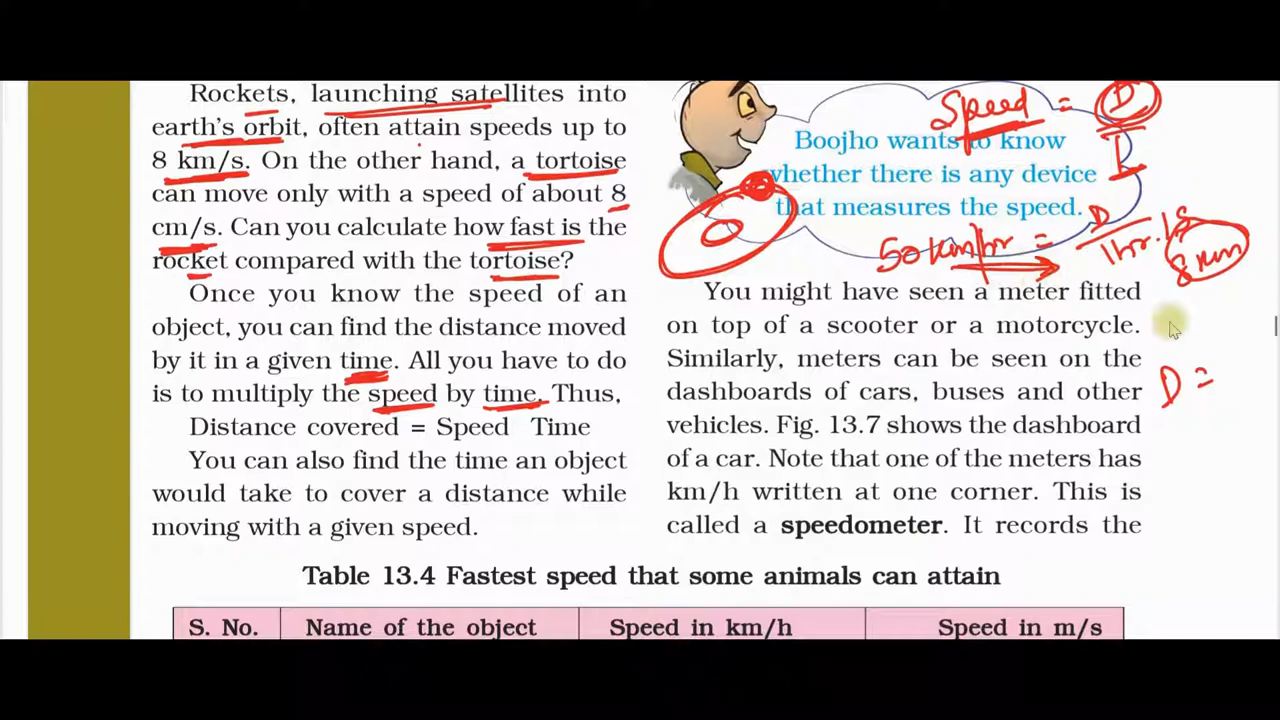 Rockets, launching satellites into
earth's orbit, often attain speeds up to
8 km/s. On the other hand, a tortoise
can move only with a speed of about 8
cm/s. Can you calculate how fast is the
rocket compared with the tortoise?
Once you know the speed of an
object, you can find the distance moved
by it in a given time. All you have to do
is to multiply the speed by time. Thus,
Distance covered = Speed Time
You can also find the time an object
would take to cover a distance while
moving with a given speed.
Speed = D
T
Boojho wants to know
whether there is any device
that measures the speed.
50 km/hr = D
1hr.
1S
8 km
D =
You might have seen a meter fitted
on top of a scooter or a motorcycle.
Similarly, meters can be seen on the
dashboards of cars, buses and other
vehicles. Fig. 13.7 shows the dashboard
of a car. Note that one of the meters has
km/h written at one corner. This is
called a speedometer. It records the
Table 13.4 Fastest speed that some animals can attain
S. No. Name of the object Speed in km/h Speed in m/s